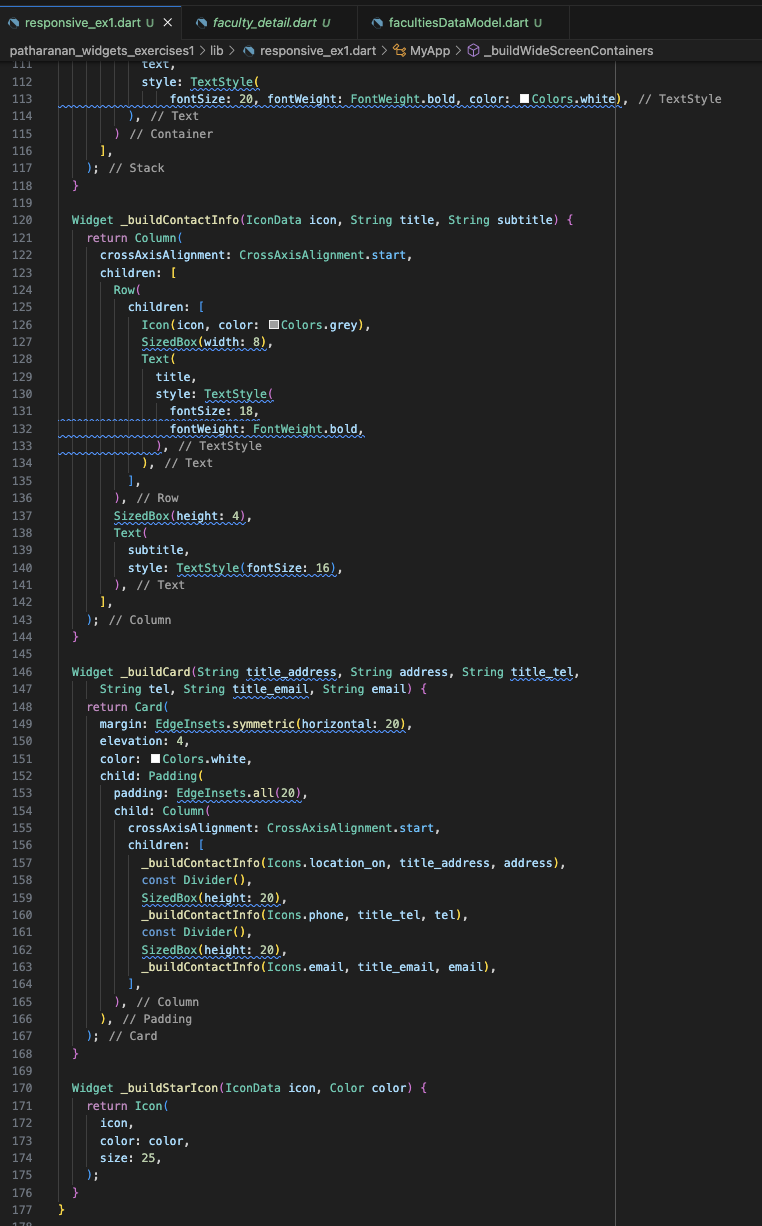 responsive_ex1.dart U × faculty_detail.dart U facultiesDataModel.dart U
patharanan_widgets_exercises1 > lib > responsive_ex1.dart > MyApp > _buildWideScreenContainers
111 text,
112 style: TextStyle(
113 fontSize: 20, fontWeight: FontWeight.bold, color: Colors.white), // TextStyle
114 ), // Text
115 ) // Container
116 ],
117 ); // Stack
118 }
119
120 Widget _buildContactInfo(IconData icon, String title, String subtitle) {
121 return Column(
122 crossAxisAlignment: CrossAxisAlignment.start,
123 children: [
124 Row(
125 children: [
126 Icon(icon, color: Colors.grey),
127 SizedBox(width: 8),
128 Text(
129 title,
130 style: TextStyle(
131 fontSize: 18,
132 fontWeight: FontWeight.bold,
133 ), // TextStyle
134 ), // Text
135 ],
136 ), // Row
137 SizedBox(height: 4),
138 Text(
139 subtitle,
140 style: TextStyle(fontSize: 16),
141 ), // Text
142 ],
143 ); // Column
144 }
145
146 Widget _buildCard(String title_address, String address, String title_tel,
147 String tel, String title_email, String email) {
148 return Card(
149 margin: EdgeInsets.symmetric(horizontal: 20),
150 elevation: 4,
151 color: Colors.white,
152 child: Padding(
153 padding: EdgeInsets.all(20),
154 child: Column(
155 crossAxisAlignment: CrossAxisAlignment.start,
156 children: [
157 _buildContactInfo(Icons.location_on, title_address, address),
158 const Divider(),
159 SizedBox(height: 20),
160 _buildContactInfo(Icons.phone, title_tel, tel),
161 const Divider(),
162 SizedBox(height: 20),
163 _buildContactInfo(Icons.email, title_email, email),
164 ],
165 ), // Column
166 ), // Padding
167 ); // Card
168 }
169
170 Widget _buildStarIcon(IconData icon, Color color) {
171 return Icon(
172 icon,
173 color: color,
174 size: 25,
175 );
176 }
177 }
178